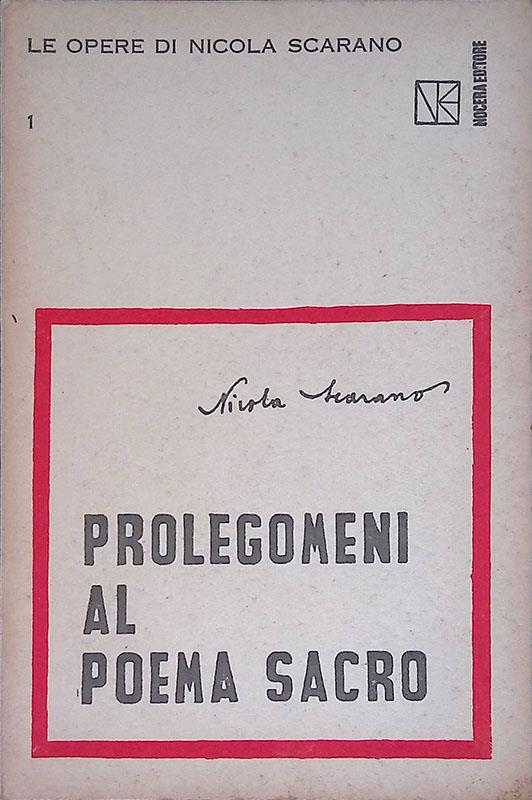 LE OPERE DI NICOLA SCARANO
1
NOCERA EDITORE
Nicola Scarano
PROLEGOMENI
AL
POEMA SACRO